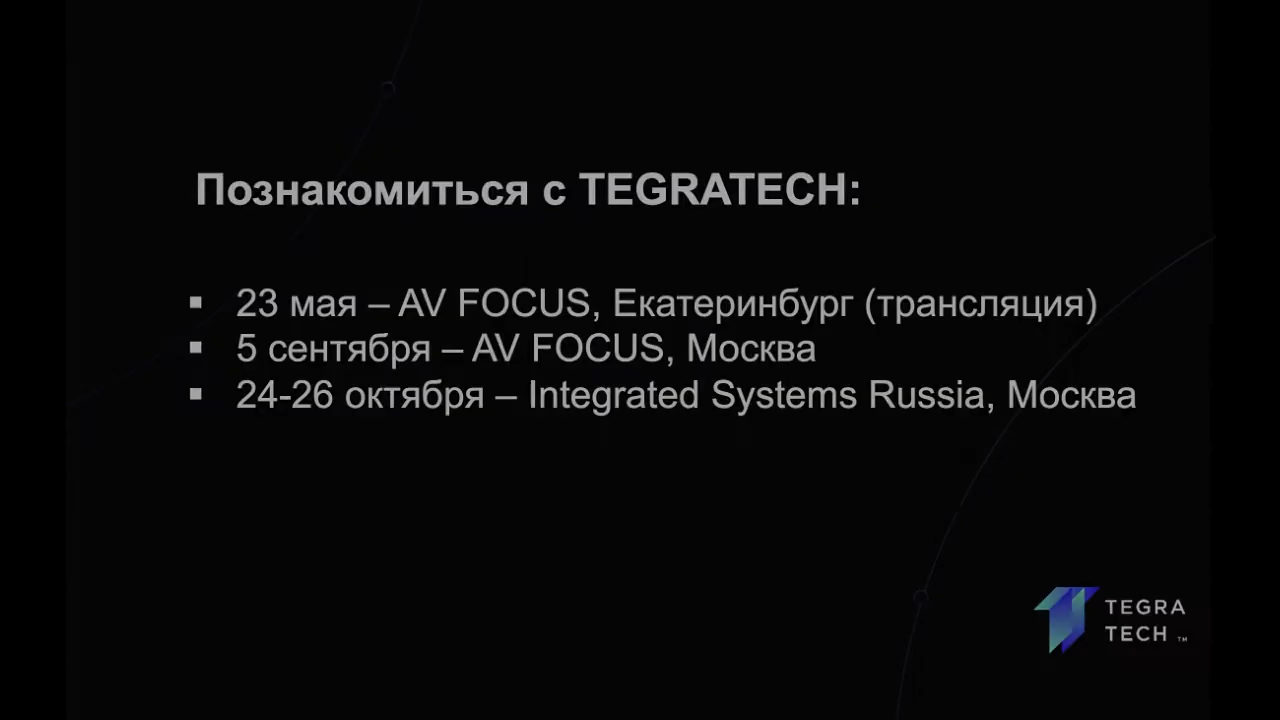 Познакомиться с TEGRATECH:
▪ 23 мая – AV FOCUS, Екатеринбург (трансляция)
▪ 5 сентября – AV FOCUS, Москва
▪ 24-26 октября – Integrated Systems Russia, Москва
TEGRA
TECH ™